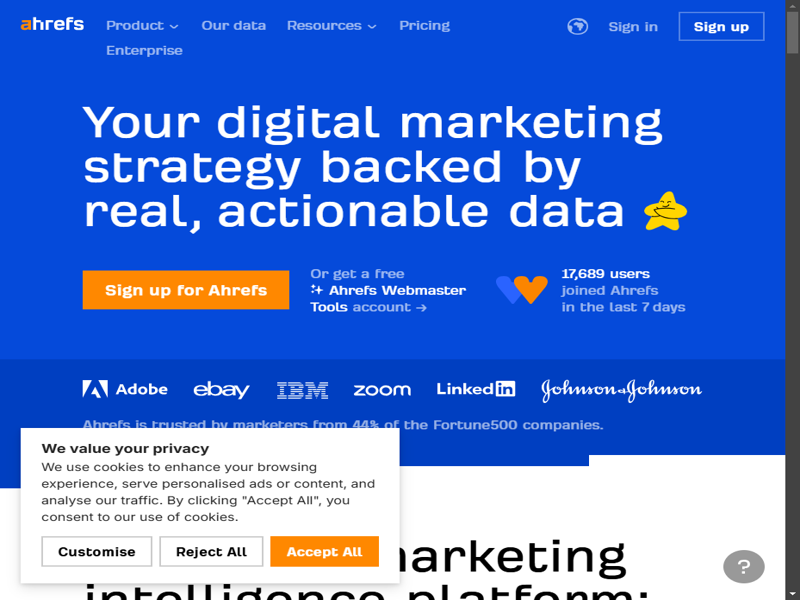 ahrefs
Product
Our data
Resources
Pricing
Enterprise
Sign in
Sign up
Your digital marketing
strategy backed by
real, actionable data
Sign up for Ahrefs
Or get a free
Ahrefs Webmaster
Tools account →
17,689 users
joined Ahrefs
in the last 7 days
Adobe
ebay
IBM
zoom
LinkedIn
Johnson & Johnson
Ahrefs is trusted by marketers from 44% of the Fortune500 companies.
We value your privacy
We use cookies to enhance your browsing
experience, serve personalised ads or content, and
analyse our traffic. By clicking "Accept All", you
consent to our use of cookies.
Customise
Reject All
Accept All
marketing
intelligence platform:
?